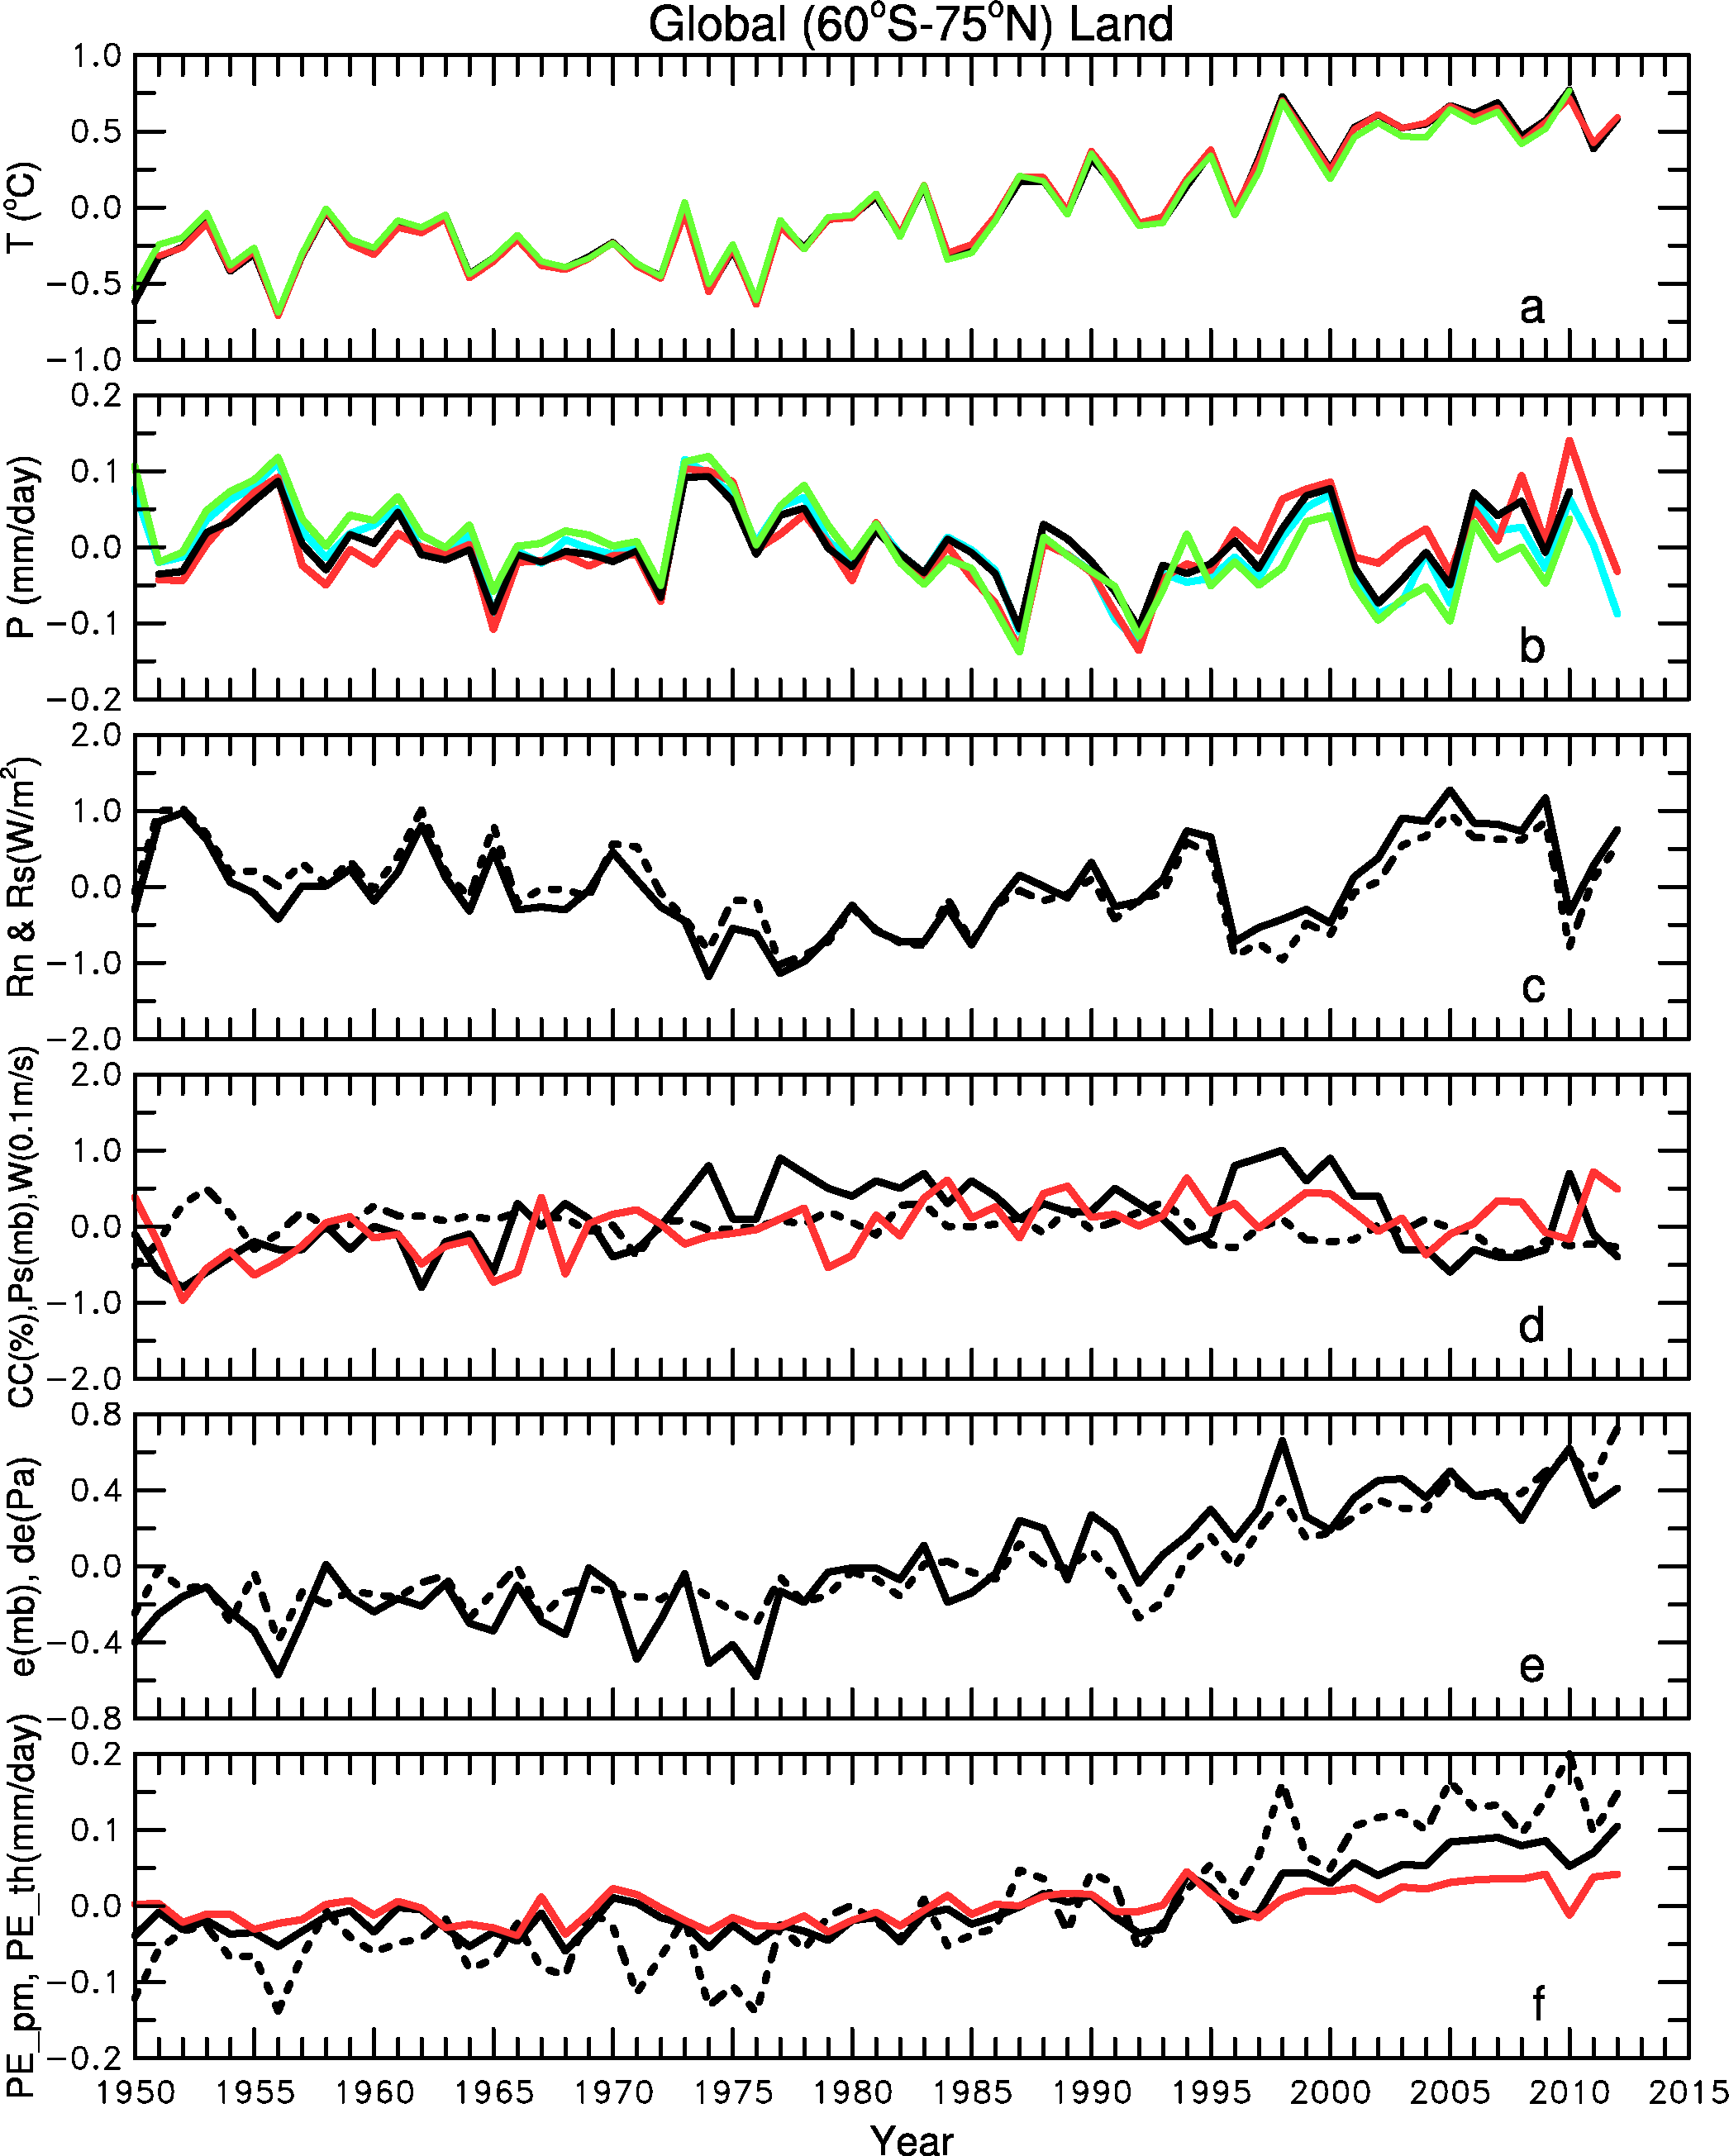 Global (60°S-75°N) Land
T (°C)
1.0
0.5
0.0
−0.5
−1.0
a
P (mm/day)
0.2
0.1
0.0
−0.1
−0.2
b
Rn & Rs(W/m²)
2.0
1.0
0.0
−1.0
−2.0
c
CC(%),Ps(mb),W(0.1m/s)
2.0
1.0
0.0
−1.0
−2.0
d
e(mb), de(Pa)
0.8
0.4
0.0
−0.4
−0.8
e
PE_pm, PE_th(mm/day)
0.2
0.1
0.0
−0.1
−0.2
f
1950 1955 1960 1965 1970 1975 1980 1985 1990 1995 2000 2005 2010 2015
Year